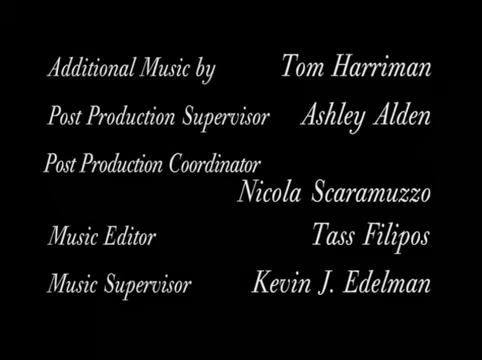 Additional Music by Tom Harriman
Post Production Supervisor Ashley Alden
Post Production Coordinator
Nicola Scaramuzzo
Music Editor Tass Filipos
Music Supervisor Kevin J. Edelman